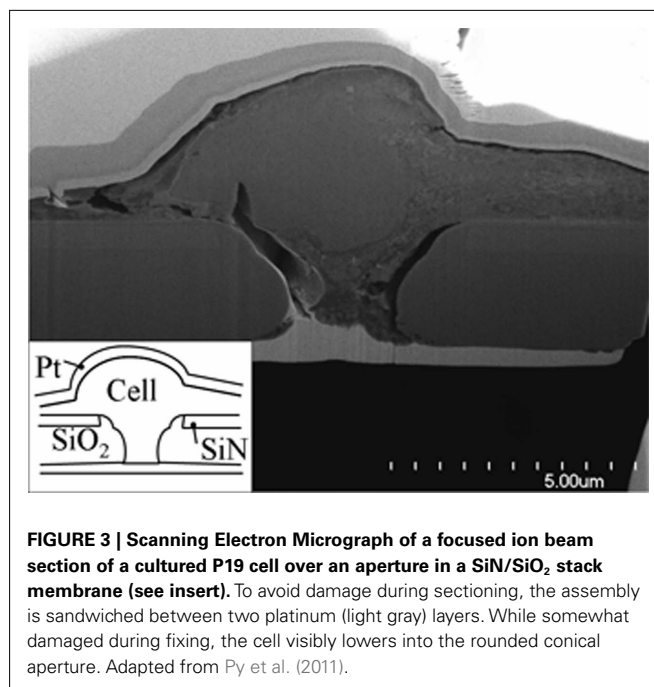 Pt
Cell
SiO₂
SiN
5.00um
FIGURE 3 | Scanning Electron Micrograph of a focused ion beam
section of a cultured P19 cell over an aperture in a SiN/SiO₂ stack
membrane (see insert). To avoid damage during sectioning, the assembly
is sandwiched between two platinum (light gray) layers. While somewhat
damaged during fixing, the cell visibly lowers into the rounded conical
aperture. Adapted from Py et al. (2011).